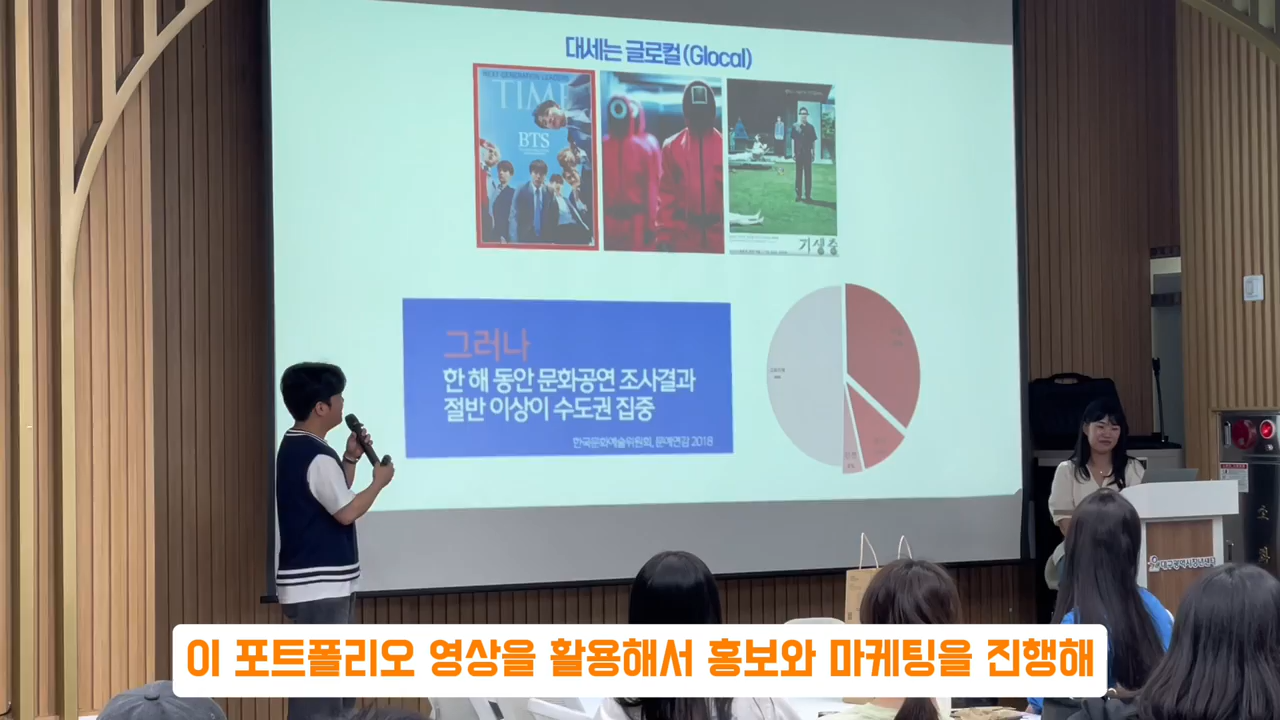 대세는 글로컬(Glocal)
TIME
BTS
기생충
그러나
한 해 동안 문화공연 조사결과
절반 이상이 수도권 집중
한국문화예술위원회, 문예연감 2018
이 포트폴리오 영상을 활용해서 홍보와 마케팅을 진행해